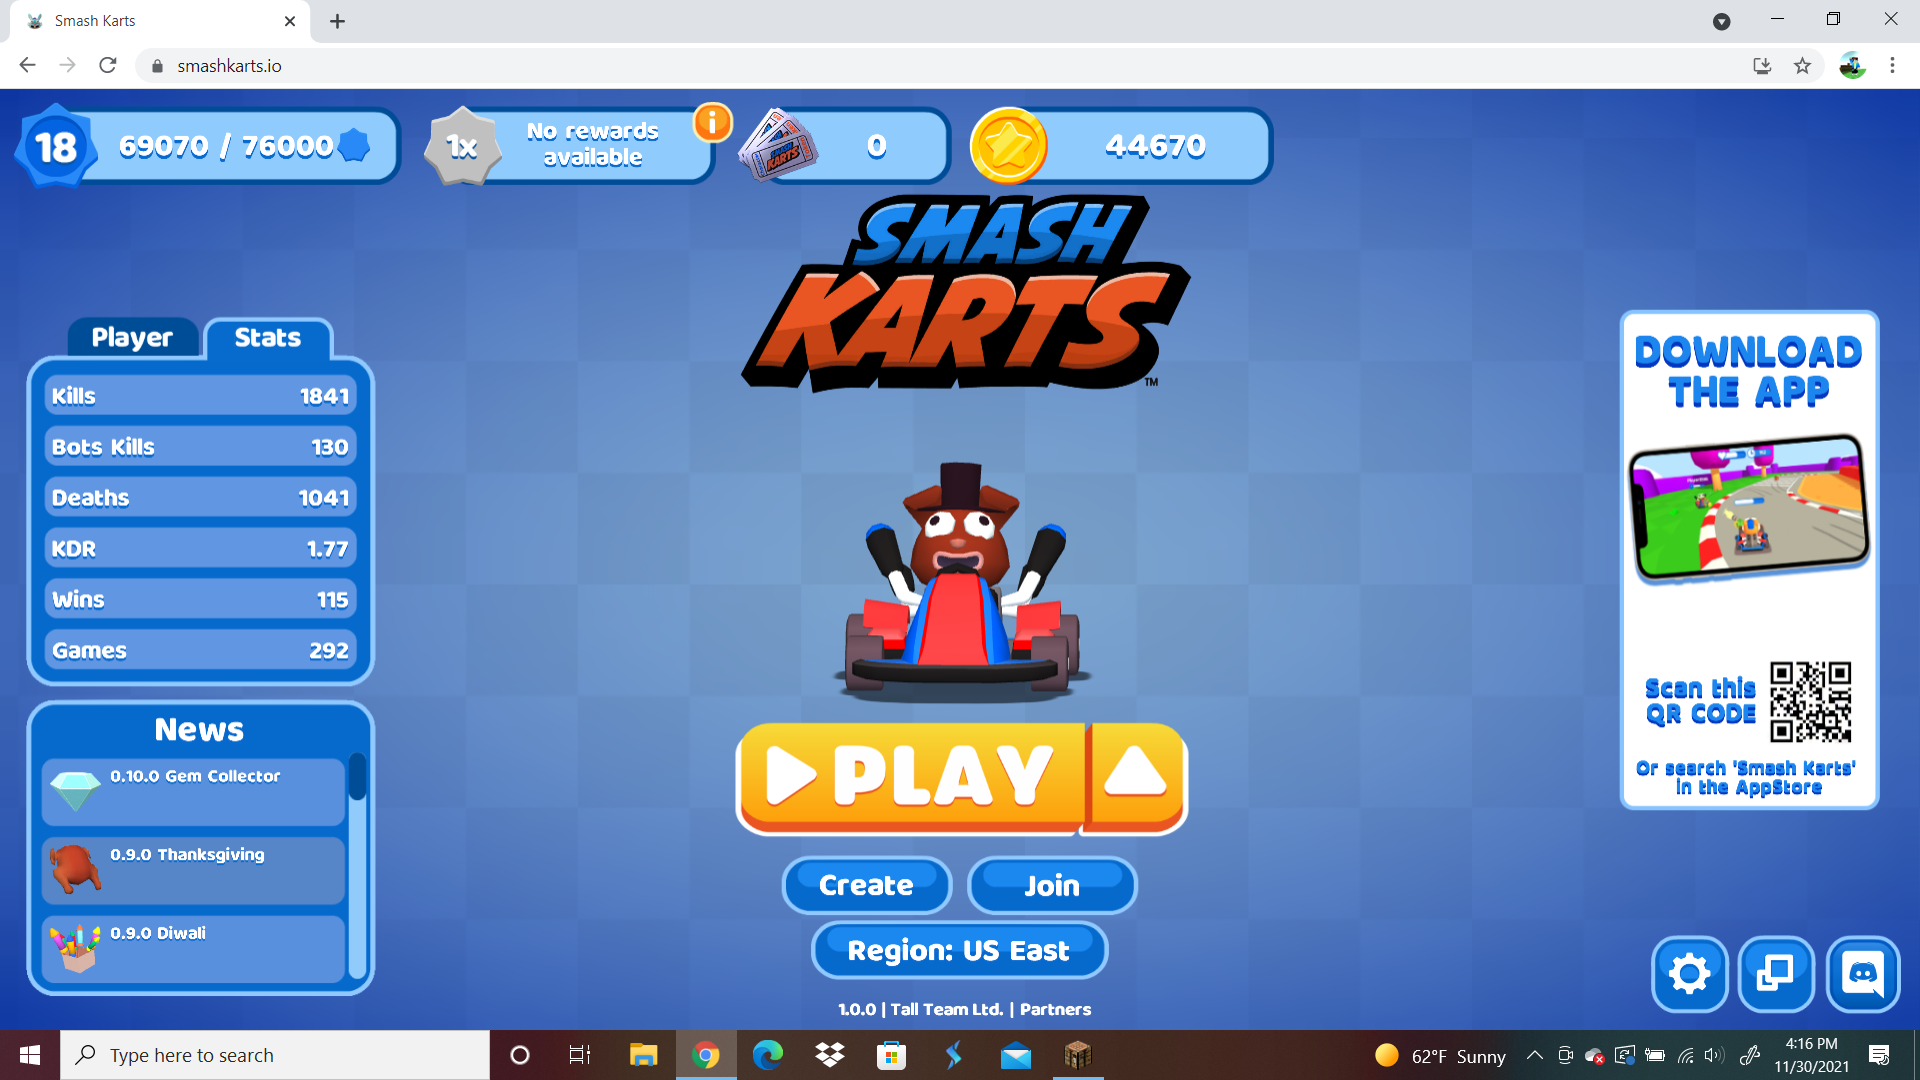 Smash Karts
smashkarts.io
18
69070 / 76000
1x
No rewards
available
i
SMASH KARTS
0
44670
SMASH
KARTS
TM
Player
Stats
Kills 1841
Bots Kills 130
Deaths 1041
KDR 1.77
Wins 115
Games 292
News
0.10.0 Gem Collector
0.9.0 Thanksgiving
0.9.0 Diwali
PLAY
Create
Join
Region: US East
1.0.0 | Tall Team Ltd. | Partners
DOWNLOAD
THE APP
Scan this
QR CODE
Or search 'Smash Karts'
in the AppStore
Type here to search
62°F Sunny
4:16 PM
11/30/2021